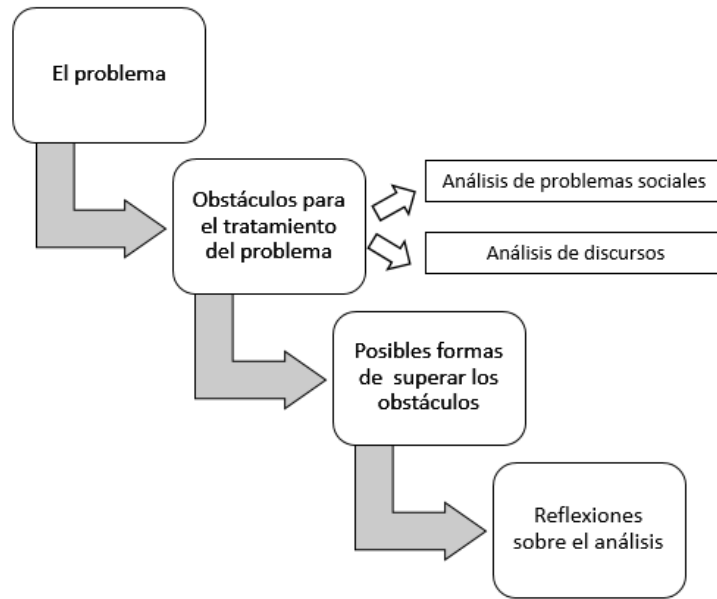 El problema
Obstáculos para
el tratamiento
del problema
Análisis de problemas sociales
Análisis de discursos
Posibles formas
de superar los
obstáculos
Reflexiones
sobre el análisis